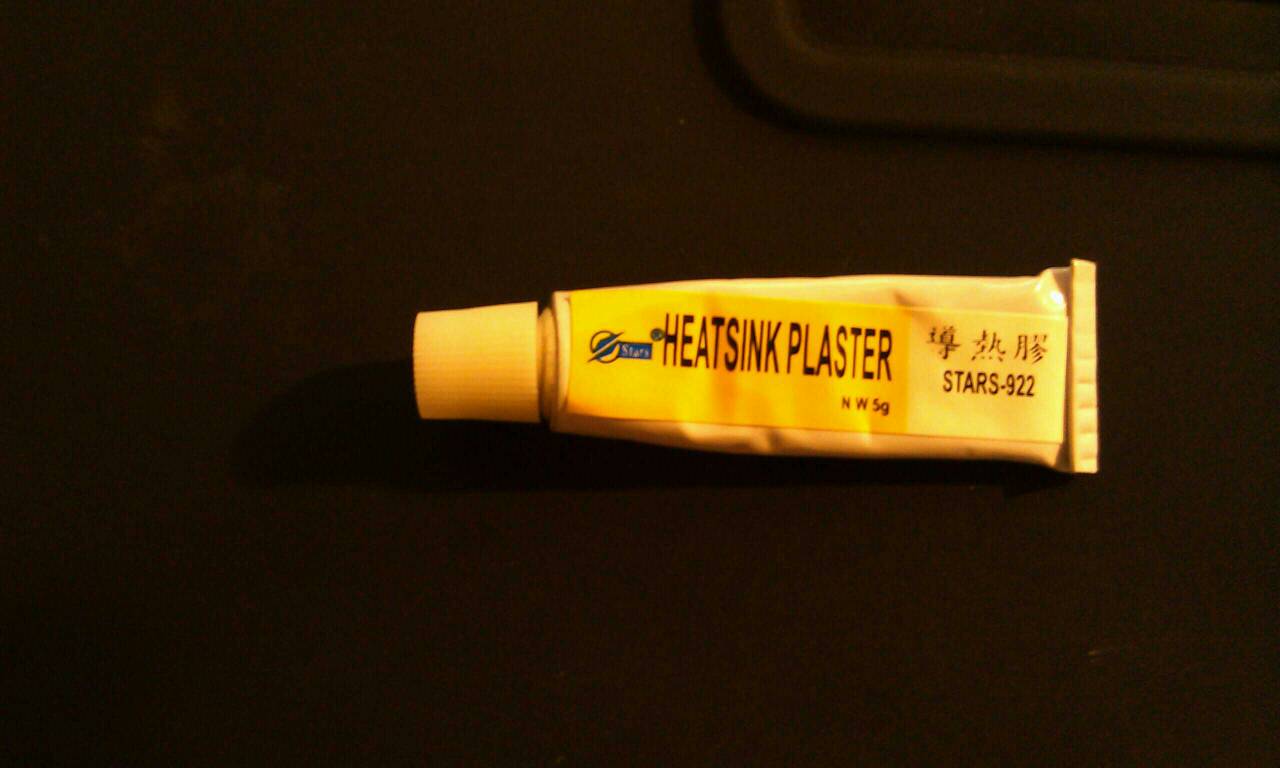 Stars
HEATSINK PLASTER
N W 5g
導熱膠
STARS-922